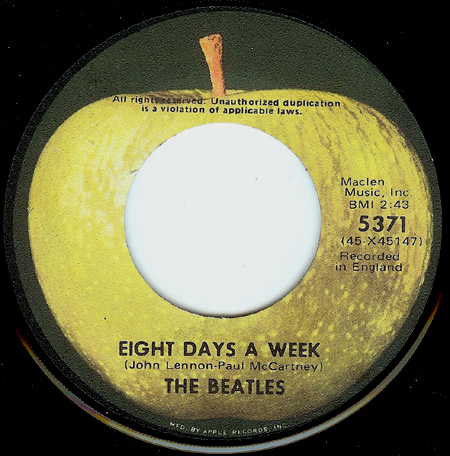 All rights reserved. Unauthorized duplication
is a violation of applicable laws.
Maclen
Music, Inc.
BMI 2:43
5371
(45-X45147)
Recorded
in England
EIGHT DAYS A WEEK
(John Lennon-Paul McCartney)
THE BEATLES
MFD. BY APPLE RECORDS, INC.